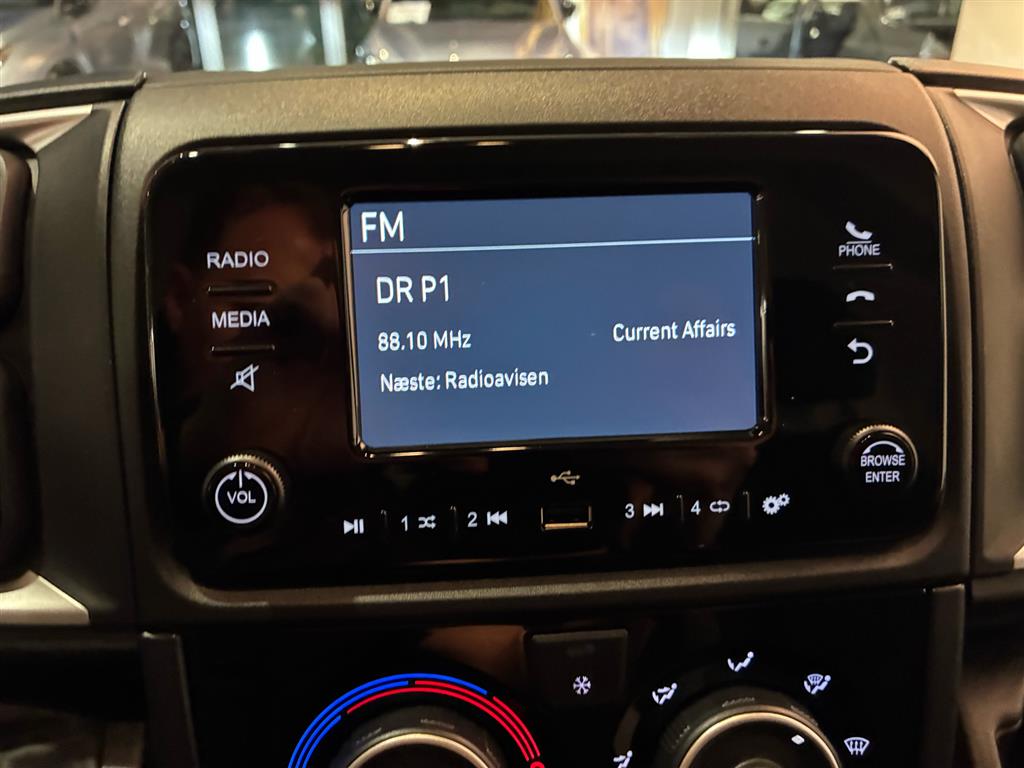 FM
RADIO
DR P1
MEDIA
88.10 MHz
Current Affairs
Næste: Radioavisen
PHONE
VOL
BROWSE
ENTER
1
2
3
4